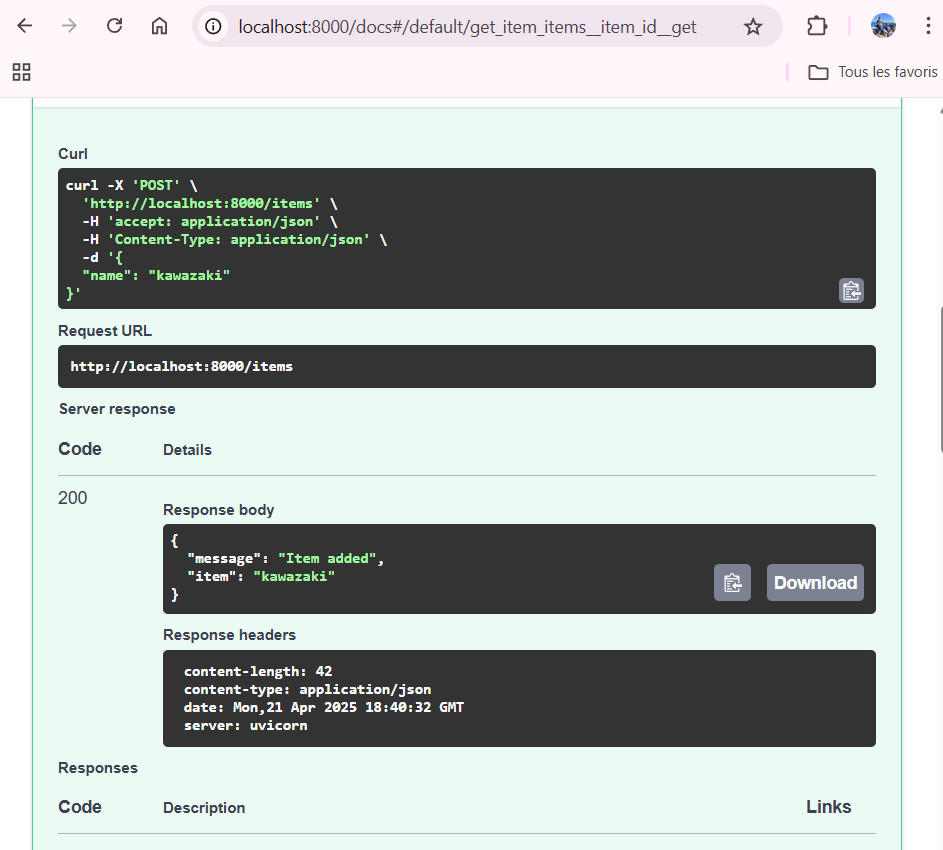 localhost:8000/docs#/default/get_item_items__item_id__get
Tous les favoris
Curl
curl -X 'POST' \
'http://localhost:8000/items' \
-H 'accept: application/json' \
-H 'Content-Type: application/json' \
-d '{
"name": "kawazaki"
}'
Request URL
http://localhost:8000/items
Server response
Code Details
200
Response body
{
"message": "Item added",
"item": "kawazaki"
}
Download
Response headers
content-length: 42
content-type: application/json
date: Mon,21 Apr 2025 18:40:32 GMT
server: uvicorn
Responses
Code Description Links